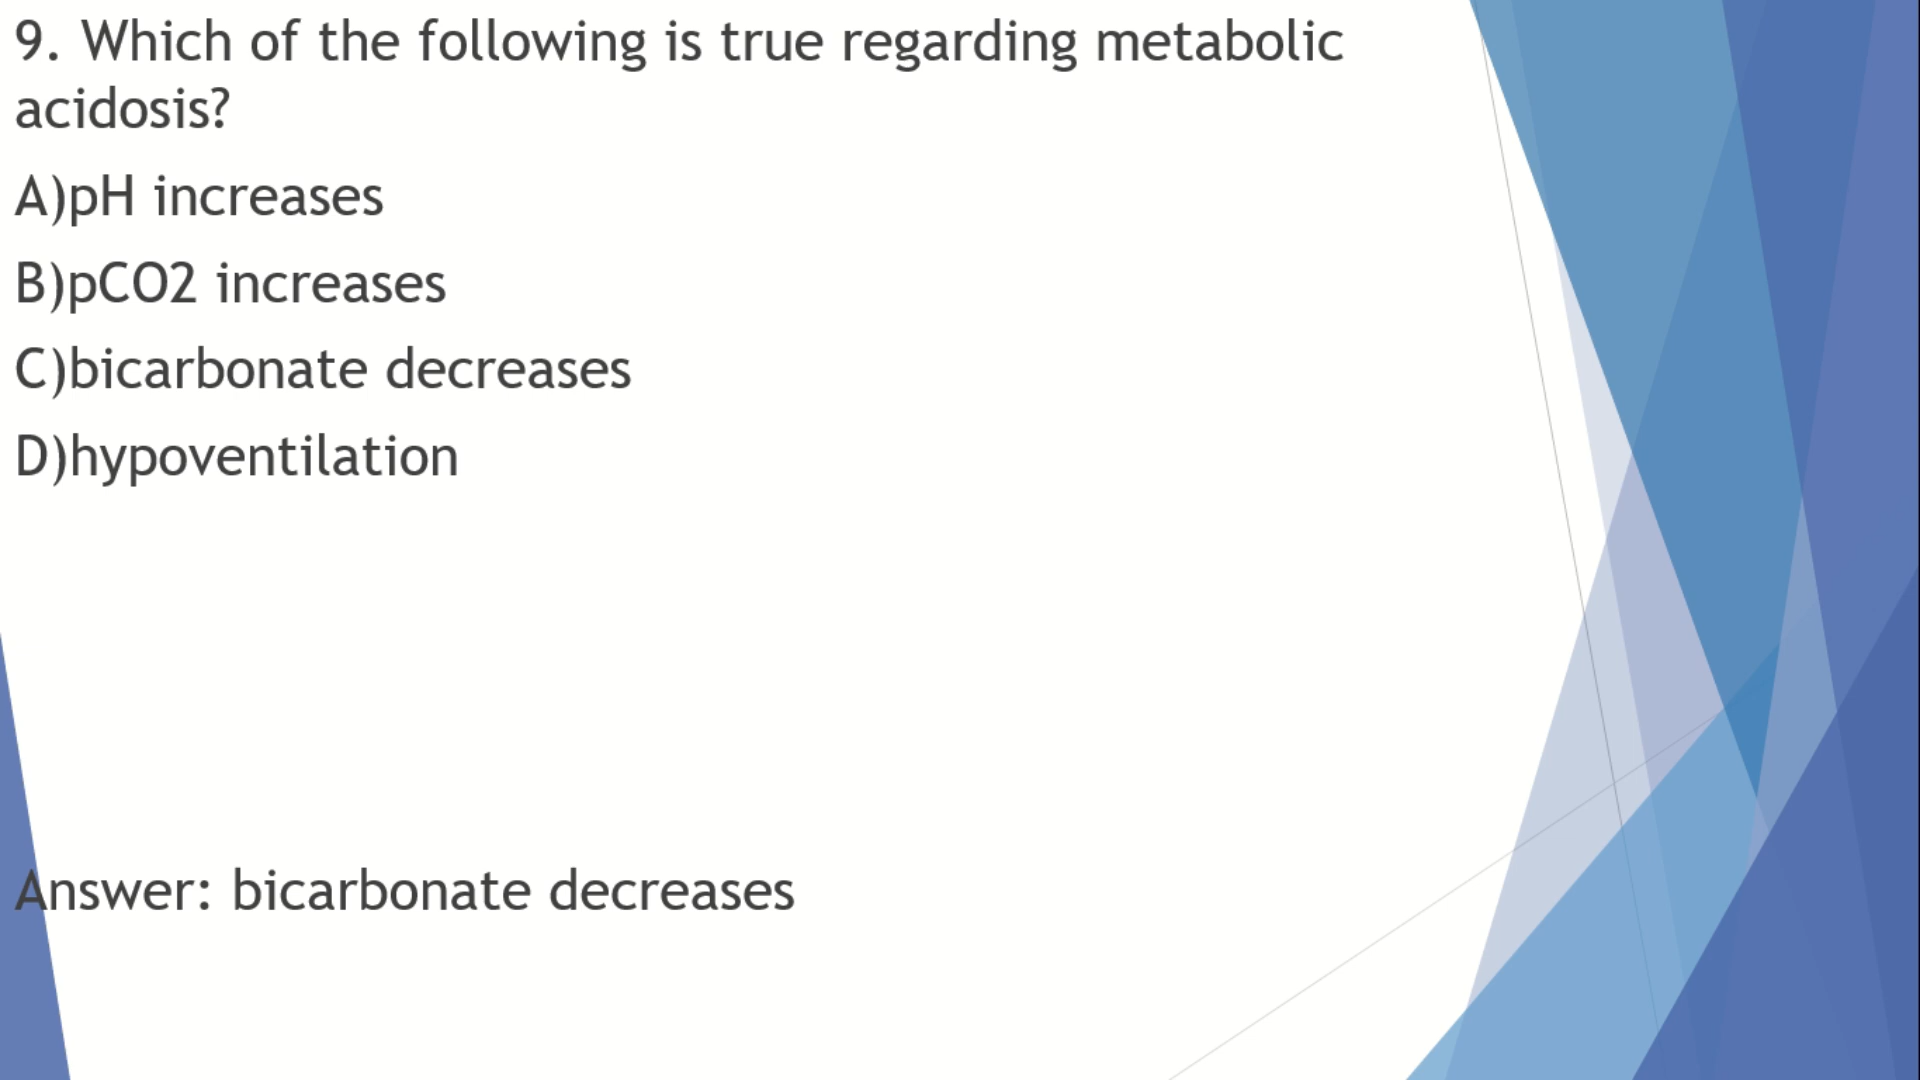 9. Which of the following is true regarding metabolic
acidosis?
A)pH increases
B)pCO2 increases
C)bicarbonate decreases
D)hypoventilation
Answer: bicarbonate decreases